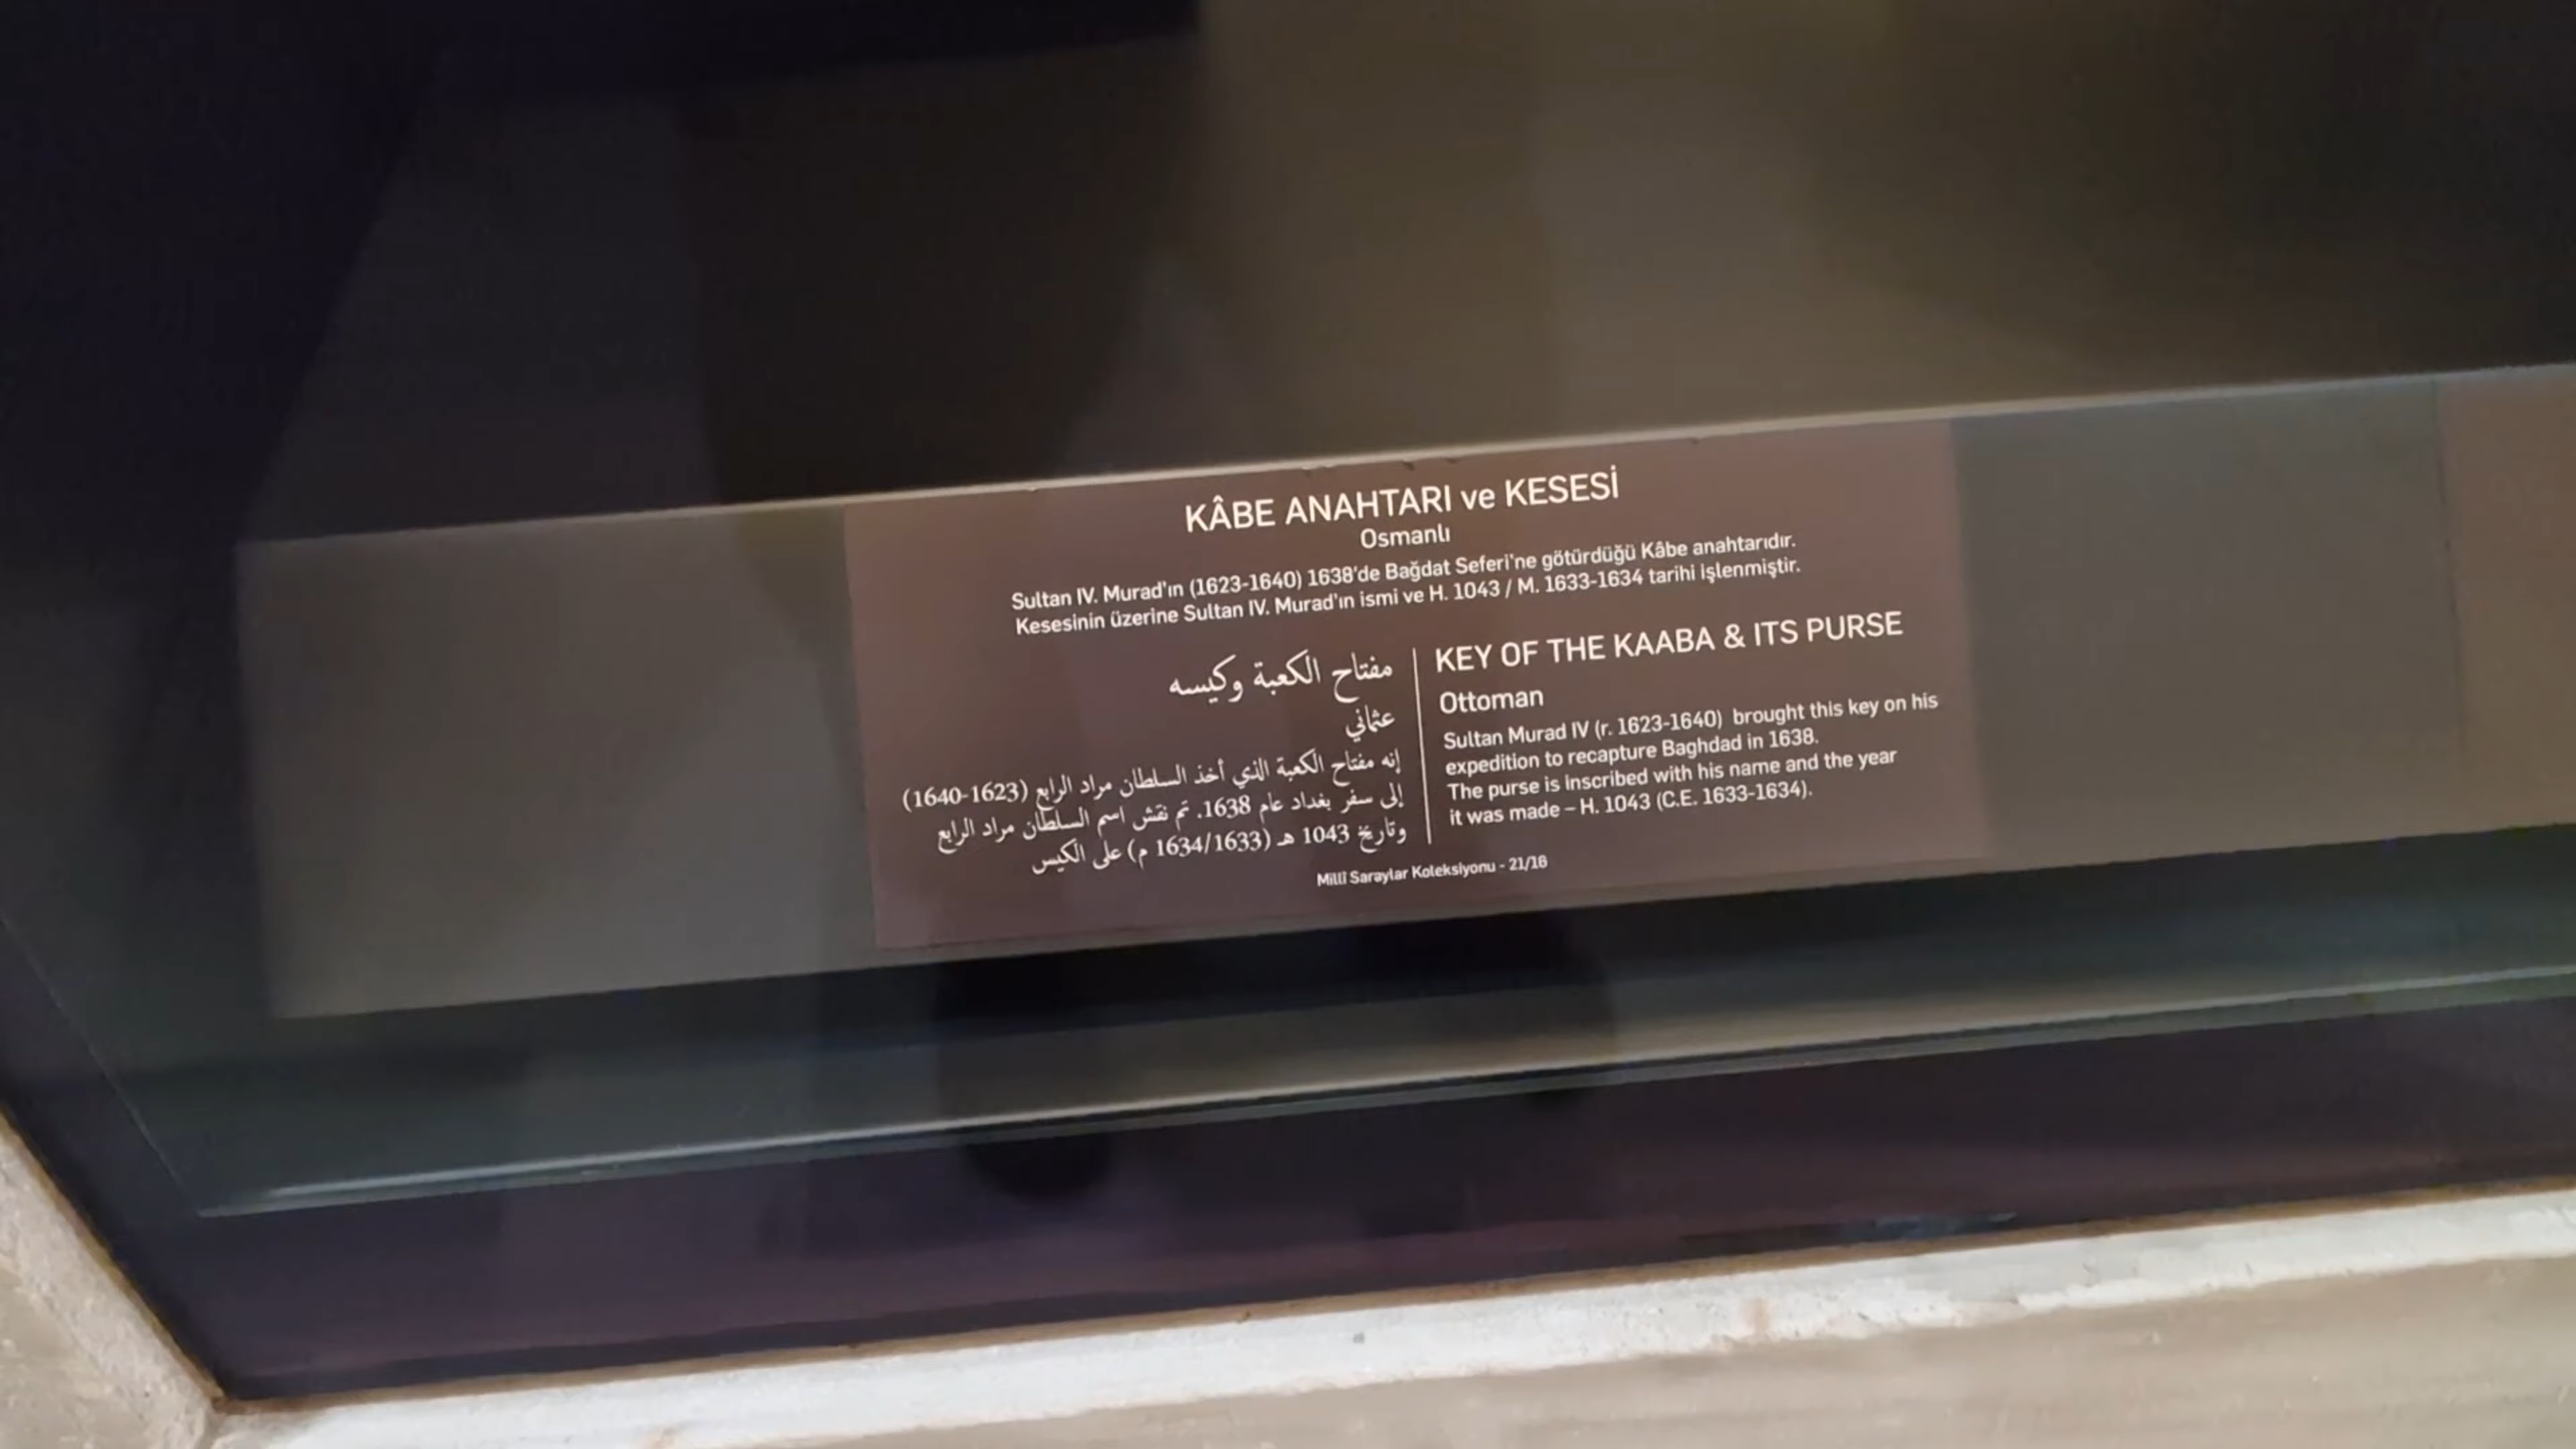 KÂBE ANAHTARI ve KESESİ
Osmanlı
Sultan IV. Murad'ın (1623-1640) 1638'de Bağdat Seferi'ne götürdüğü Kâbe anahtarıdır.
Kesesinin üzerine Sultan IV. Murad'ın ismi ve H. 1043 / M. 1633-1634 tarihi işlenmiştir.
مفتاح الكعبة وكيسه
عثماني
إنه مفتاح الكعبة الذي أخذ السلطان مراد الرابع (1623-1640)
إلى سفر بغداد عام 1638. تم نقش اسم السلطان مراد الرابع
وتاريخ 1043 هـ (1634/1633 م) على الكيس
KEY OF THE KAABA & ITS PURSE
Ottoman
Sultan Murad IV (r. 1623-1640) brought this key on his
expedition to recapture Baghdad in 1638.
The purse is inscribed with his name and the year
it was made – H. 1043 (C.E. 1633-1634).
Millî Saraylar Koleksiyonu - 21/16